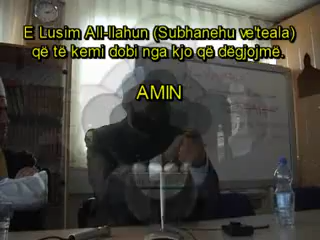 E Lusim All-llahun (Subhanehu ve'teala)
që të kemi dobi nga kjo që dëgjojmë.
AMIN